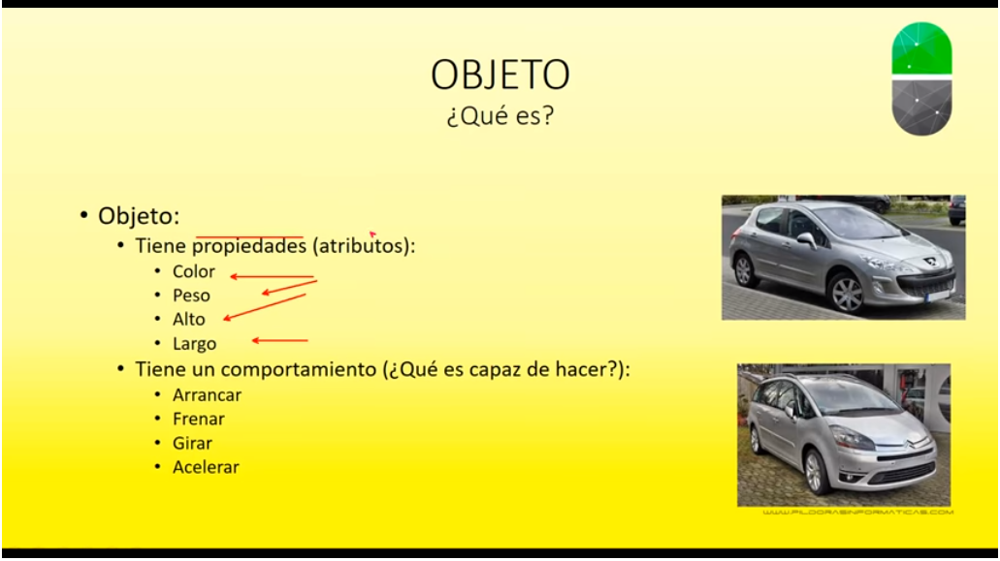 OBJETO
¿Qué es?
• Objeto:
• Tiene propiedades (atributos):
• Color
• Peso
• Alto
• Largo
• Tiene un comportamiento (¿Qué es capaz de hacer?):
• Arrancar
• Frenar
• Girar
• Acelerar
WWW.PILDORASINFORMATICAS.COM